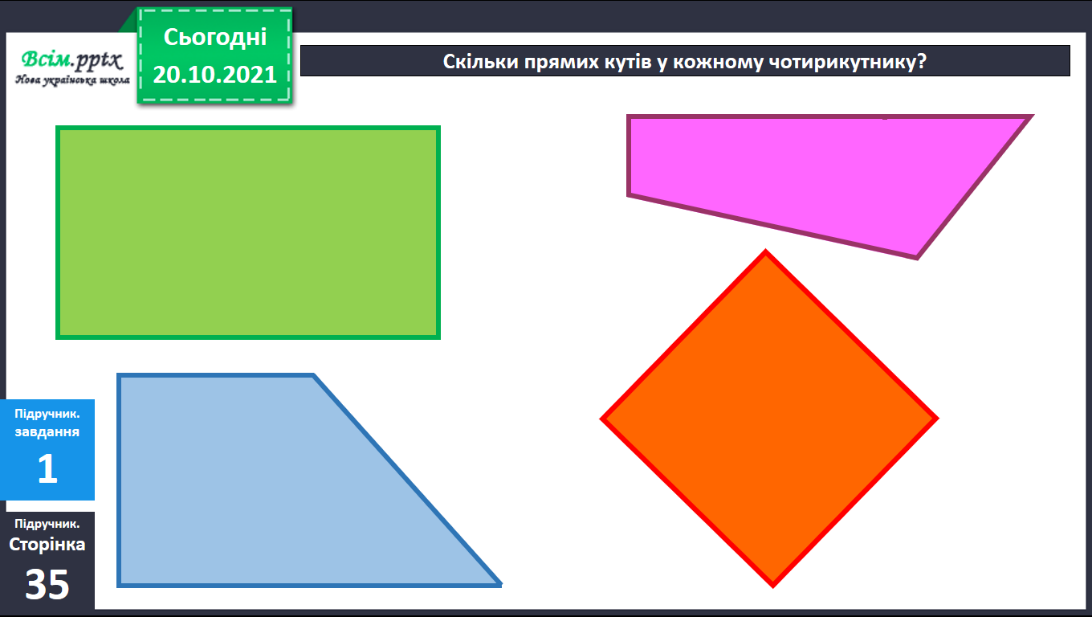 Всім.pptx
Нова українська школа
Сьогодні
20.10.2021
Скільки прямих кутів у кожному чотирикутнику?
Підручник.
завдання
1
Підручник.
Сторінка
35